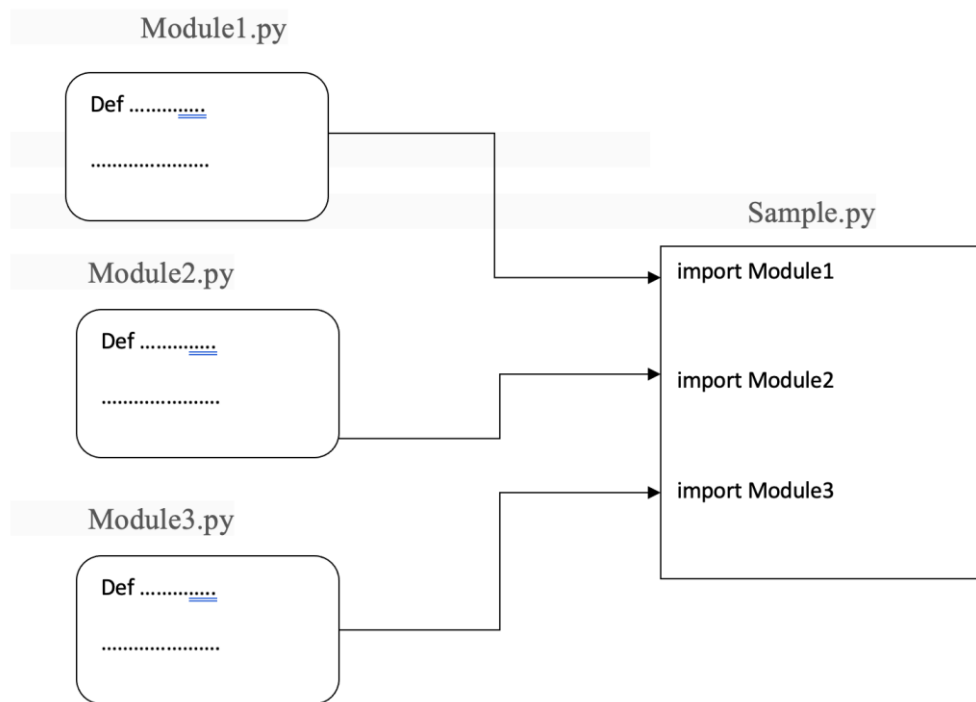 Module1.py
Def .............
......................
Module2.py
Def .............
......................
Module3.py
Def .............
......................
Sample.py
import Module1
import Module2
import Module3